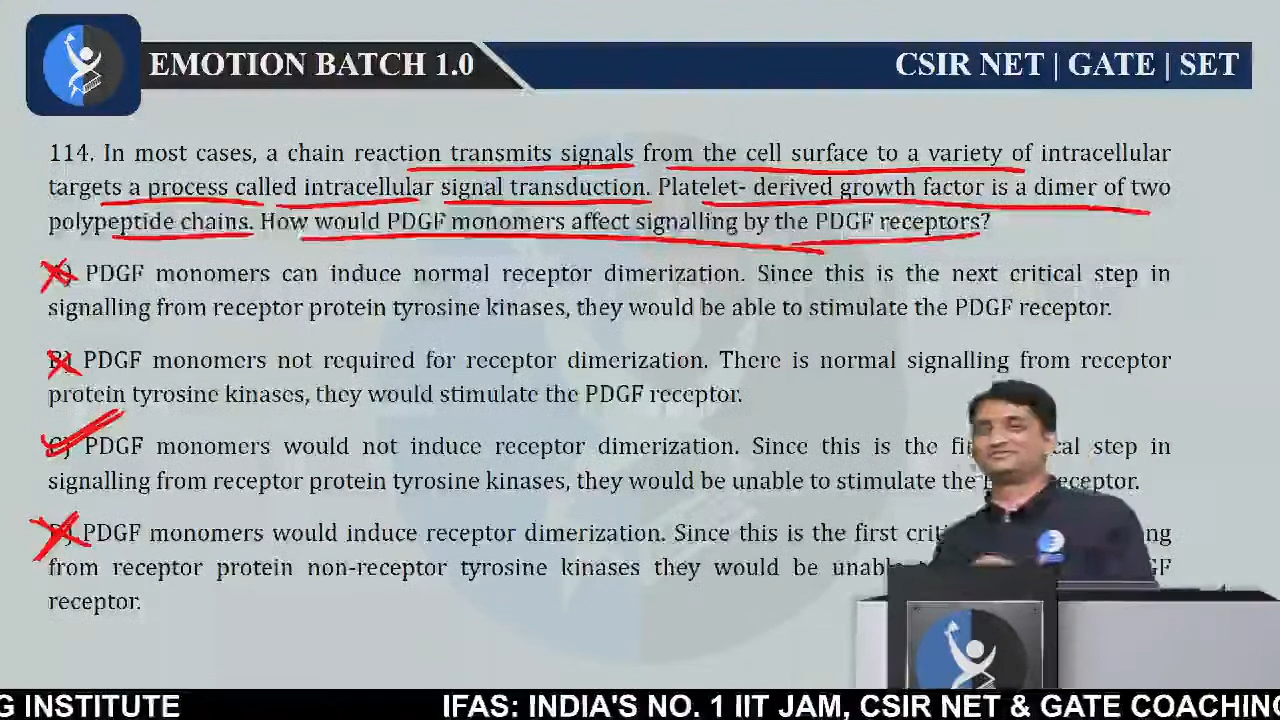 EMOTION BATCH 1.0
CSIR NET | GATE | SET
114. In most cases, a chain reaction transmits signals from the cell surface to a variety of intracellular
targets a process called intracellular signal transduction. Platelet- derived growth factor is a dimer of two
polypeptide chains. How would PDGF monomers affect signalling by the PDGF receptors?
PDGF monomers can induce normal receptor dimerization. Since this is the next critical step in
signalling from receptor protein tyrosine kinases, they would be able to stimulate the PDGF receptor.
B) PDGF monomers not required for receptor dimerization. There is normal signalling from receptor
protein tyrosine kinases, they would stimulate the PDGF receptor.
C) PDGF monomers would not induce receptor dimerization. Since this is the step in
signalling from receptor protein tyrosine kinases, they would be unable to stimulate the receptor.
PDGF monomers would induce receptor dimerization. Since this is the first
from receptor protein non-receptor tyrosine kinases they would be
receptor.
G INSTITUTE IFAS: INDIA'S NO. 1 IIT JAM, CSIR NET & GATE COACHING